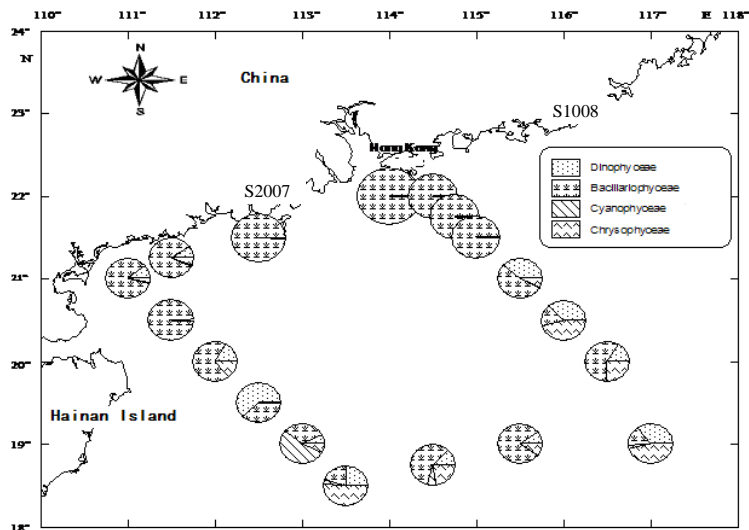 110° 111° 112° 113° 114° 115° 116° 117° E 118°
24°
N
N
W E
S
China
23°
S1008
Hong Kong
Dinophyceae
Bacillariophyceae
Cyanophyceae
Chrysophyceae
22°
S2007
21°
20°
Hainan Island
19°
18°